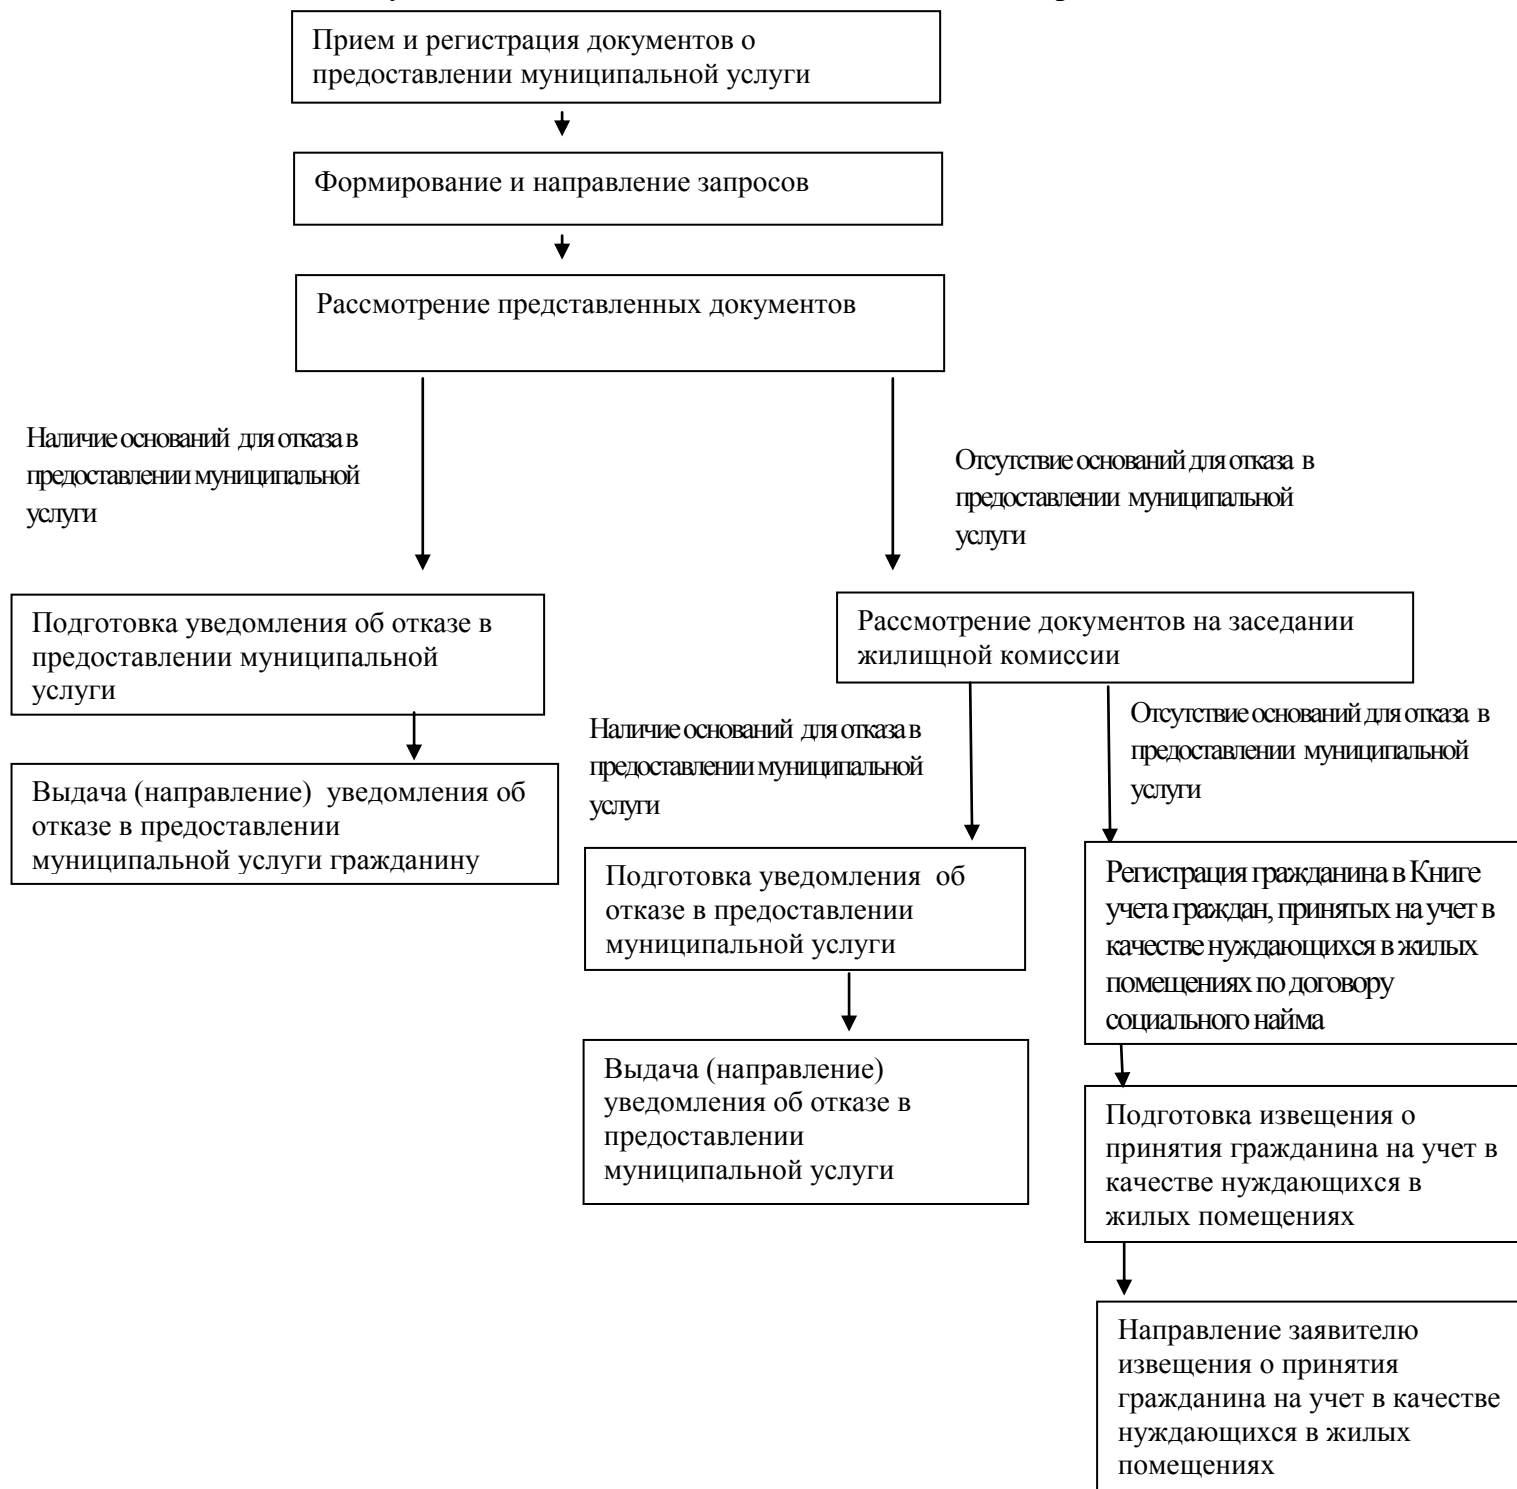 Прием и регистрация документов о
предоставлении муниципальной услуги
Формирование и направление запросов
Рассмотрение представленных документов
Наличие оснований для отказа в
предоставлении муниципальной
услуги
Отсутствие оснований для отказа в
предоставлении муниципальной
услуги
Подготовка уведомления об отказе в
предоставлении муниципальной
услуги
Выдача (направление) уведомления об
отказе в предоставлении
муниципальной услуги гражданину
Рассмотрение документов на заседании
жилищной комиссии
Наличие оснований для отказа в
предоставлении муниципальной
услуги
Отсутствие оснований для отказа в
предоставлении муниципальной
услуги
Подготовка уведомления об
отказе в предоставлении
муниципальной услуги
Выдача (направление)
уведомления об отказе в
предоставлении
муниципальной услуги
Регистрация гражданина в Книге
учета граждан, принятых на учет в
качестве нуждающихся в жилых
помещениях по договору
социального найма
Подготовка извещения о
принятия гражданина на учет в
качестве нуждающихся в
жилых помещениях
Направление заявителю
извещения о принятия
гражданина на учет в качестве
нуждающихся в жилых
помещениях